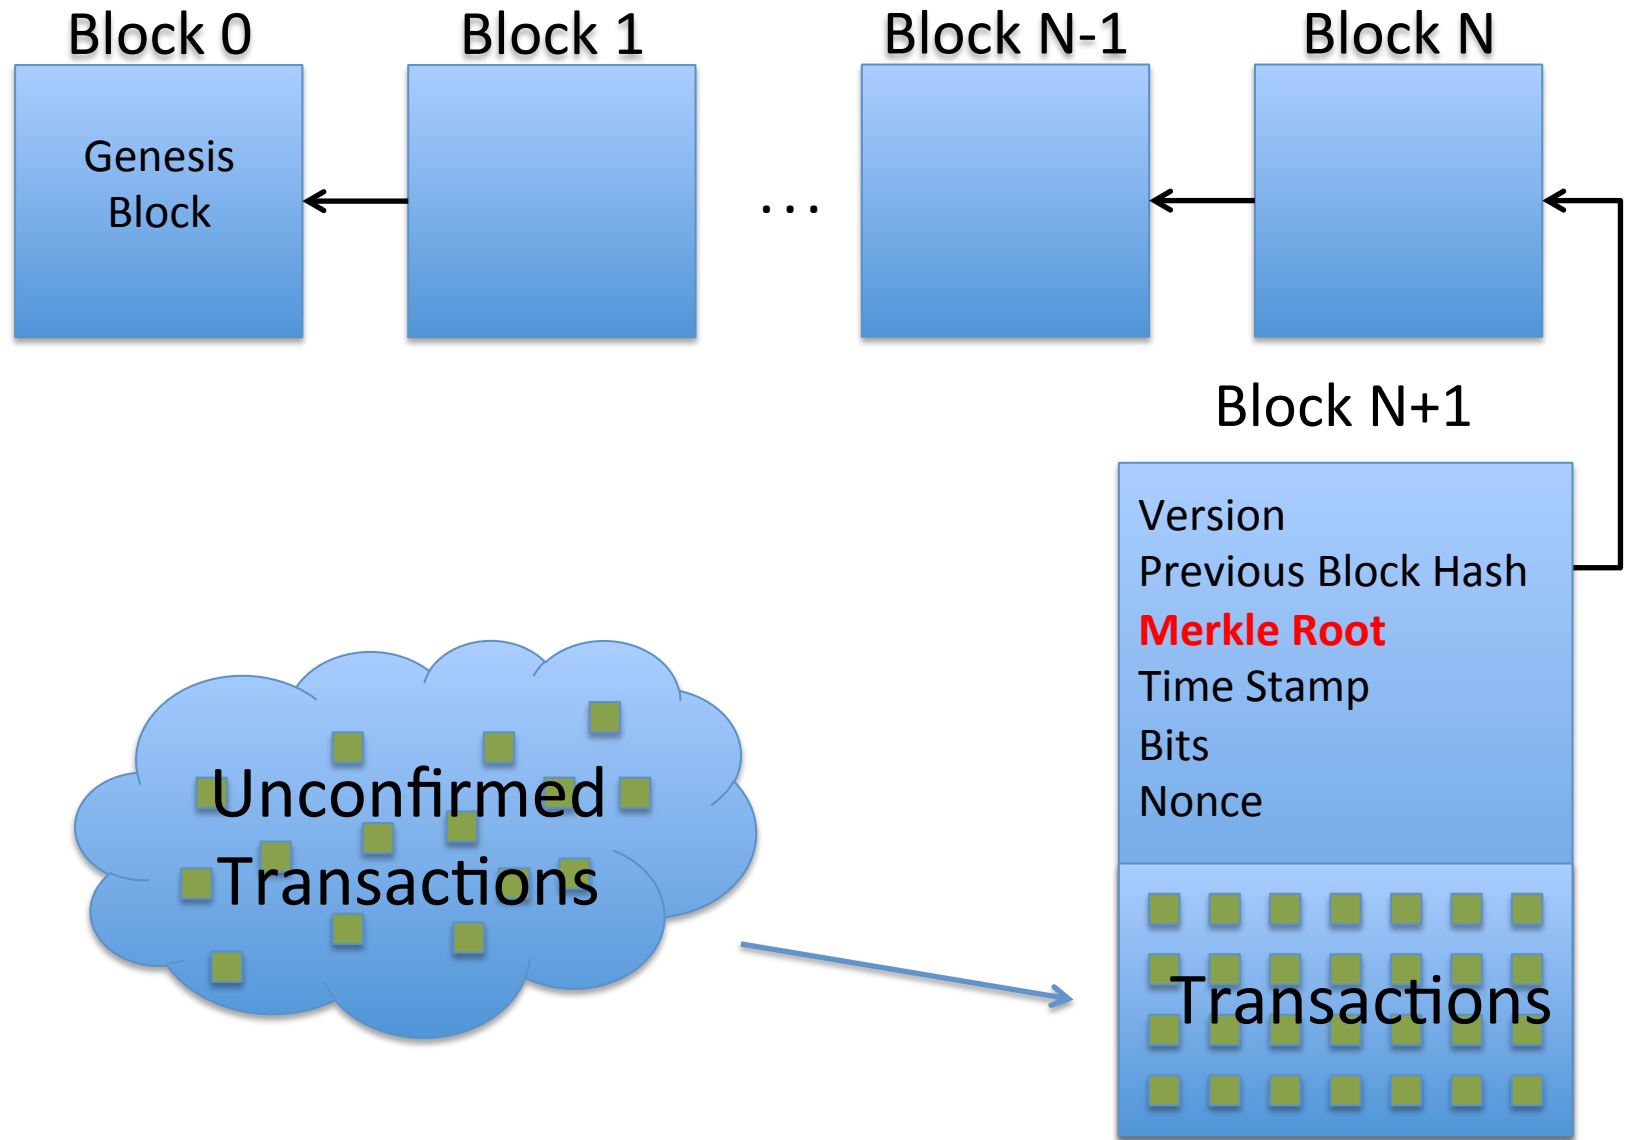 Block 0
Block 1
Block N-1
Block N
Genesis
Block
...
Block N+1
Version
Previous Block Hash
Merkle Root
Time Stamp
Bits
Nonce
Unconfirmed
Transactions
Transactions